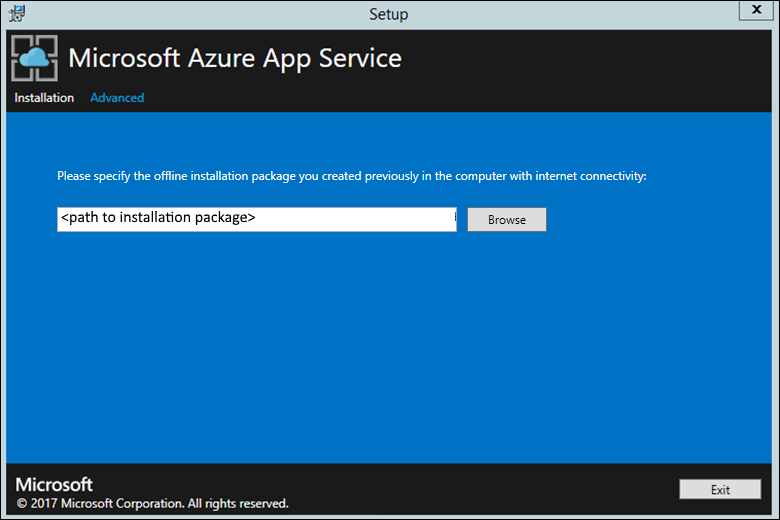 Setup
x
Microsoft Azure App Service
Installation Advanced
Please specify the offline installation package you created previously in the computer with internet connectivity:
<path to installation package>
Browse
Microsoft
© 2017 Microsoft Corporation. All rights reserved.
Exit